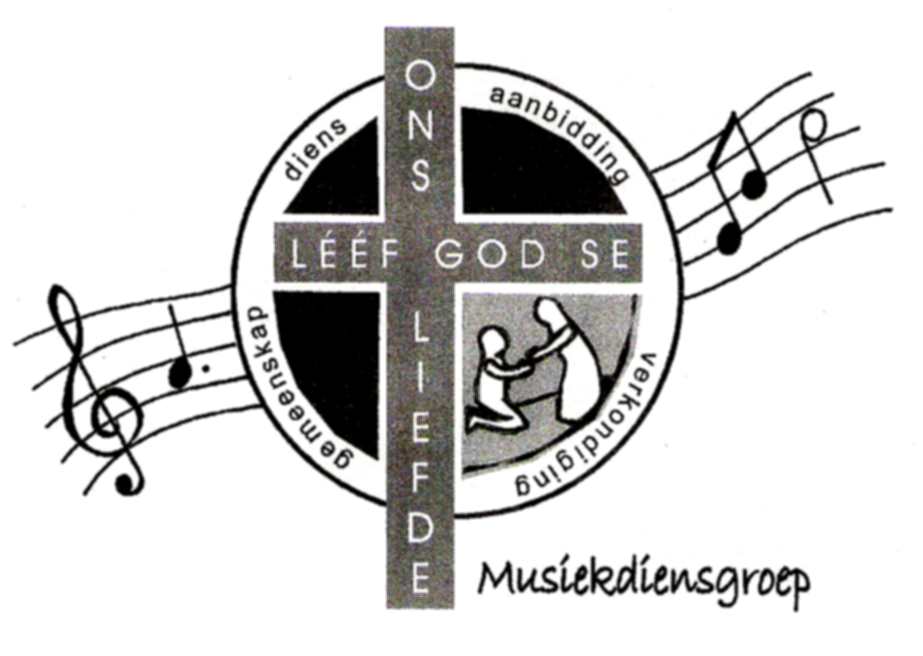 ONS
LÉÉF GOD SE
LIEFDE
diens
aanbidding
gemeenskap
verkondiging
Musiekdiensgroep